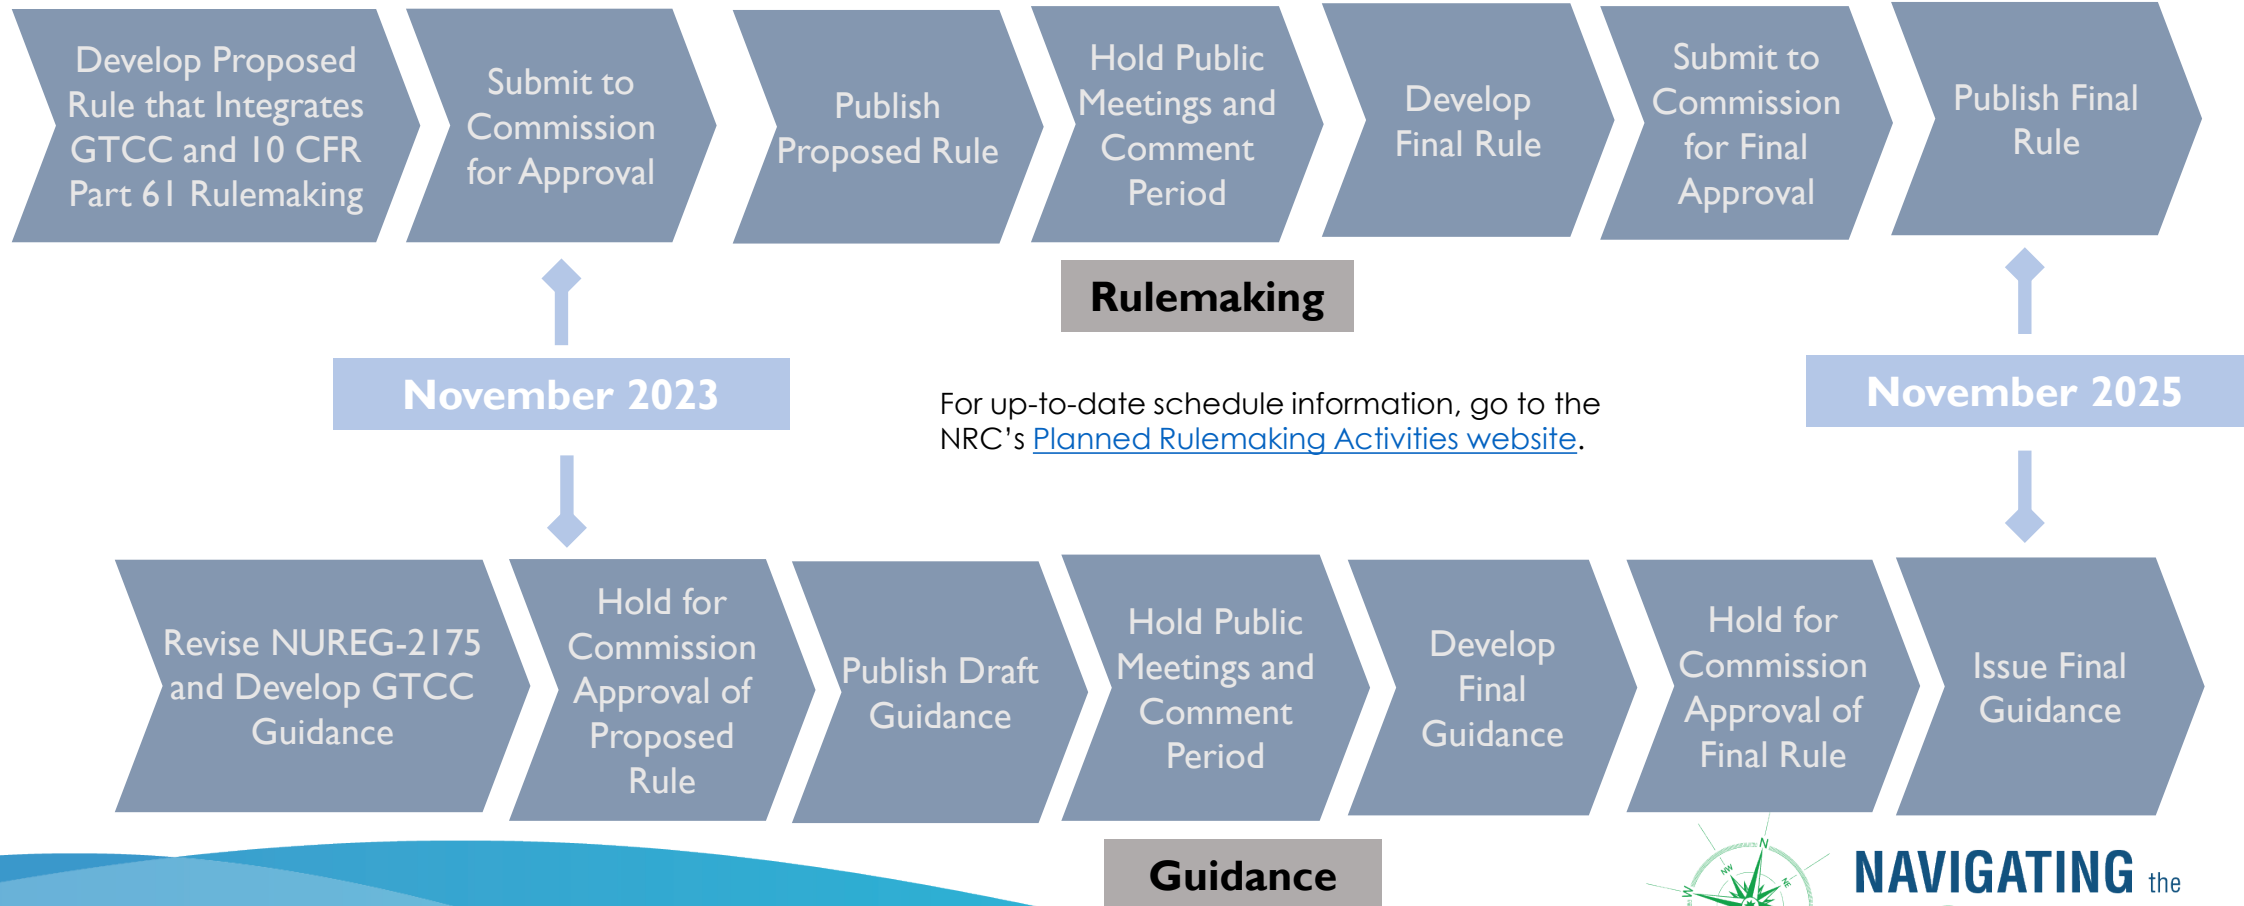 Develop Proposed
Rule that Integrates
GTCC and 10 CFR
Part 61 Rulemaking
Submit to
Commission
for Approval
Publish
Proposed Rule
Hold Public
Meetings and
Comment
Period
Develop
Final Rule
Submit to
Commission
for Final
Approval
Publish Final
Rule
Rulemaking
November 2023
For up-to-date schedule information, go to the
NRC’s Planned Rulemaking Activities website.
November 2025
Revise NUREG-2175
and Develop GTCC
Guidance
Hold for
Commission
Approval of
Proposed
Rule
Publish Draft
Guidance
Hold Public
Meetings and
Comment
Period
Develop
Final
Guidance
Hold for
Commission
Approval of
Final Rule
Issue Final
Guidance
Guidance
N
NW
NE
W
NAVIGATING the